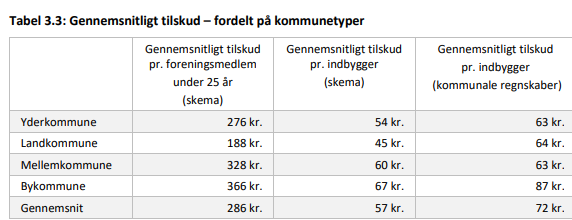 Tabel 3.3: Gennemsnitligt tilskud – fordelt på kommunetyper
Gennemsnitligt tilskud pr. foreningsmedlem under 25 år (skema) Gennemsnitligt tilskud pr. indbygger (skema) Gennemsnitligt tilskud pr. indbygger (kommunale regnskaber)
Yderkommune 276 kr. 54 kr. 63 kr.
Landkommune 188 kr. 45 kr. 64 kr.
Mellemkommune 328 kr. 60 kr. 63 kr.
Bykommune 366 kr. 67 kr. 87 kr.
Gennemsnit 286 kr. 57 kr. 72 kr.